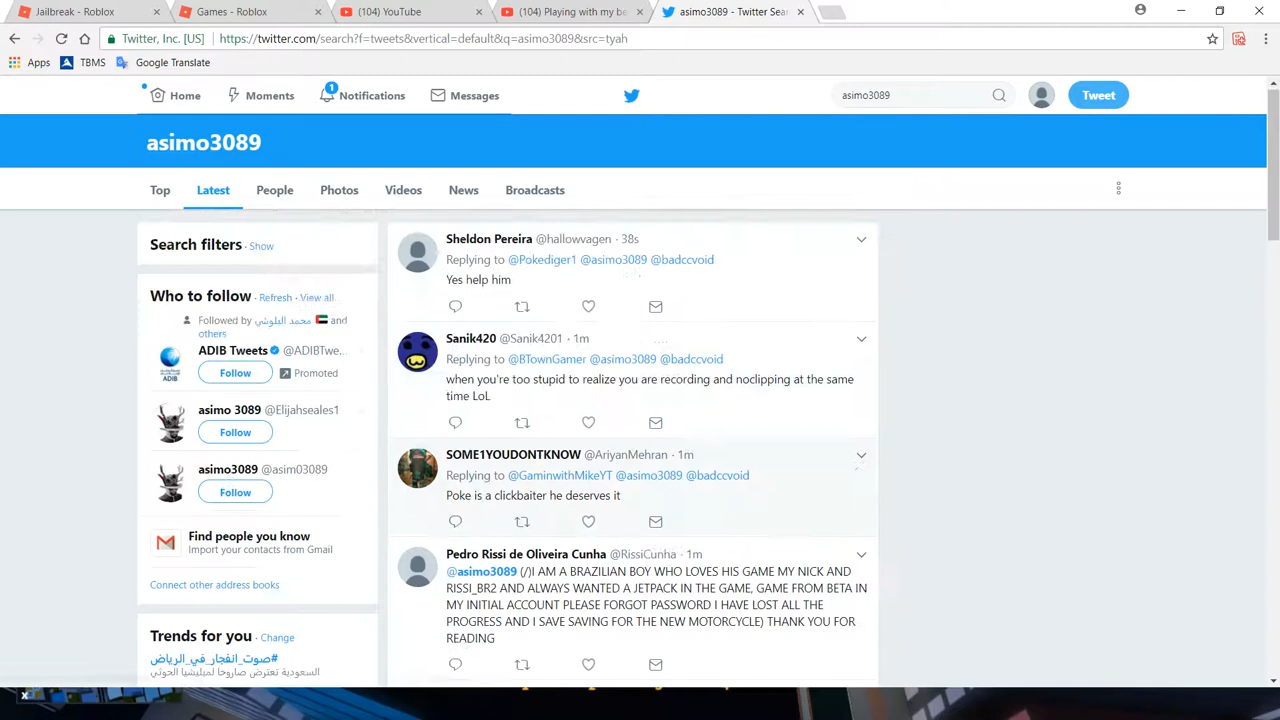 Jailbreak - Roblox
Games - Roblox
(104) YouTube
(104) Playing with my be
asimo3089 - Twitter Sear
Twitter, Inc. [US]
https://twitter.com/search?f=tweets&vertical=default&q=asimo3089&src=tyah
Apps
TBMS
Google Translate
Home
Moments
1
Notifications
Messages
asimo3089
Tweet
asimo3089
Top
Latest
People
Photos
Videos
News
Broadcasts
Search filters · Show
Who to follow · Refresh · View all
Followed by محمد البلوشي and
others
ADIB Tweets @ADIBTwe...
ADIB
Follow
Promoted
asimo 3089 @Elijahseales1
Follow
asimo3089 @asim03089
Follow
Find people you know
Import your contacts from Gmail
Connect other address books
Trends for you · Change
#صوت_انفجار_في_الرياض
السعودية تعترض صاروخا لميليشيا الحوثي
Sheldon Pereira @hallowvagen · 38s
Replying to @Pokediger1 @asimo3089 @badccvoid
Yes help him
Sanik420 @Sanik4201 · 1m
Replying to @BTownGamer @asimo3089 @badccvoid
when you're too stupid to realize you are recording and noclipping at the same
time LoL
SOME1YOUDONTKNOW @AriyanMehran · 1m
Replying to @GaminwithMikeYT @asimo3089 @badccvoid
Poke is a clickbaiter he deserves it
Pedro Rissi de Oliveira Cunha @RissiCunha · 1m
@asimo3089 (/)I AM A BRAZILIAN BOY WHO LOVES HIS GAME MY NICK AND
RISSI_BR2 AND ALWAYS WANTED A JETPACK IN THE GAME, GAME FROM BETA IN
MY INITIAL ACCOUNT PLEASE FORGOT PASSWORD I HAVE LOST ALL THE
PROGRESS AND I SAVE SAVING FOR THE NEW MOTORCYCLE) THANK YOU FOR
READING